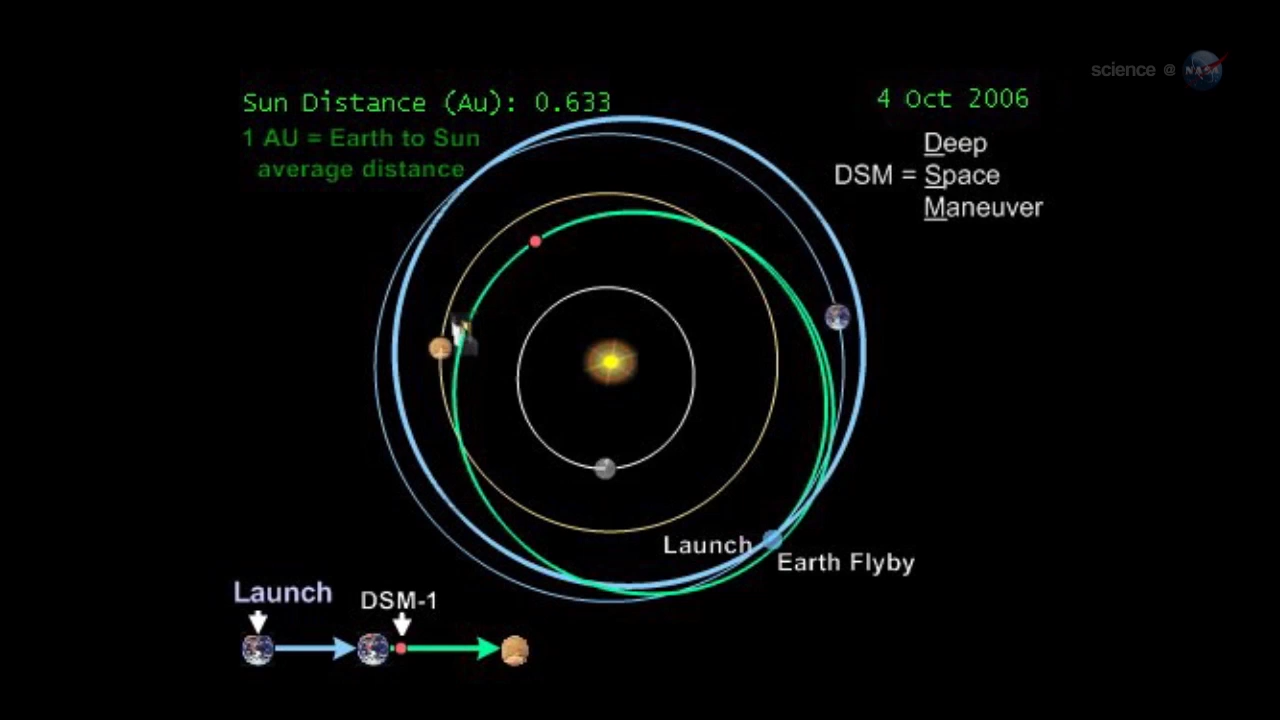 science @ NASA
Sun Distance (Au): 0.633
4 Oct 2006
1 AU = Earth to Sun
average distance
Deep
DSM = Space
Maneuver
Launch
Earth Flyby
Launch
DSM-1